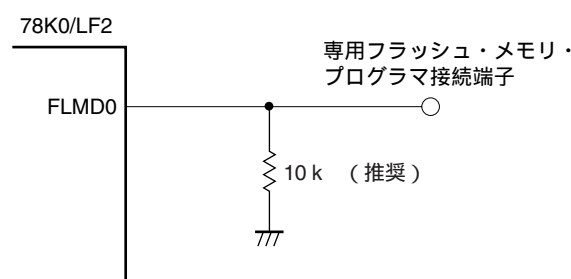 78K0/LF2
専用フラッシュ・メモリ・
プログラマ接続端子
FLMD0
10 k （推奨）